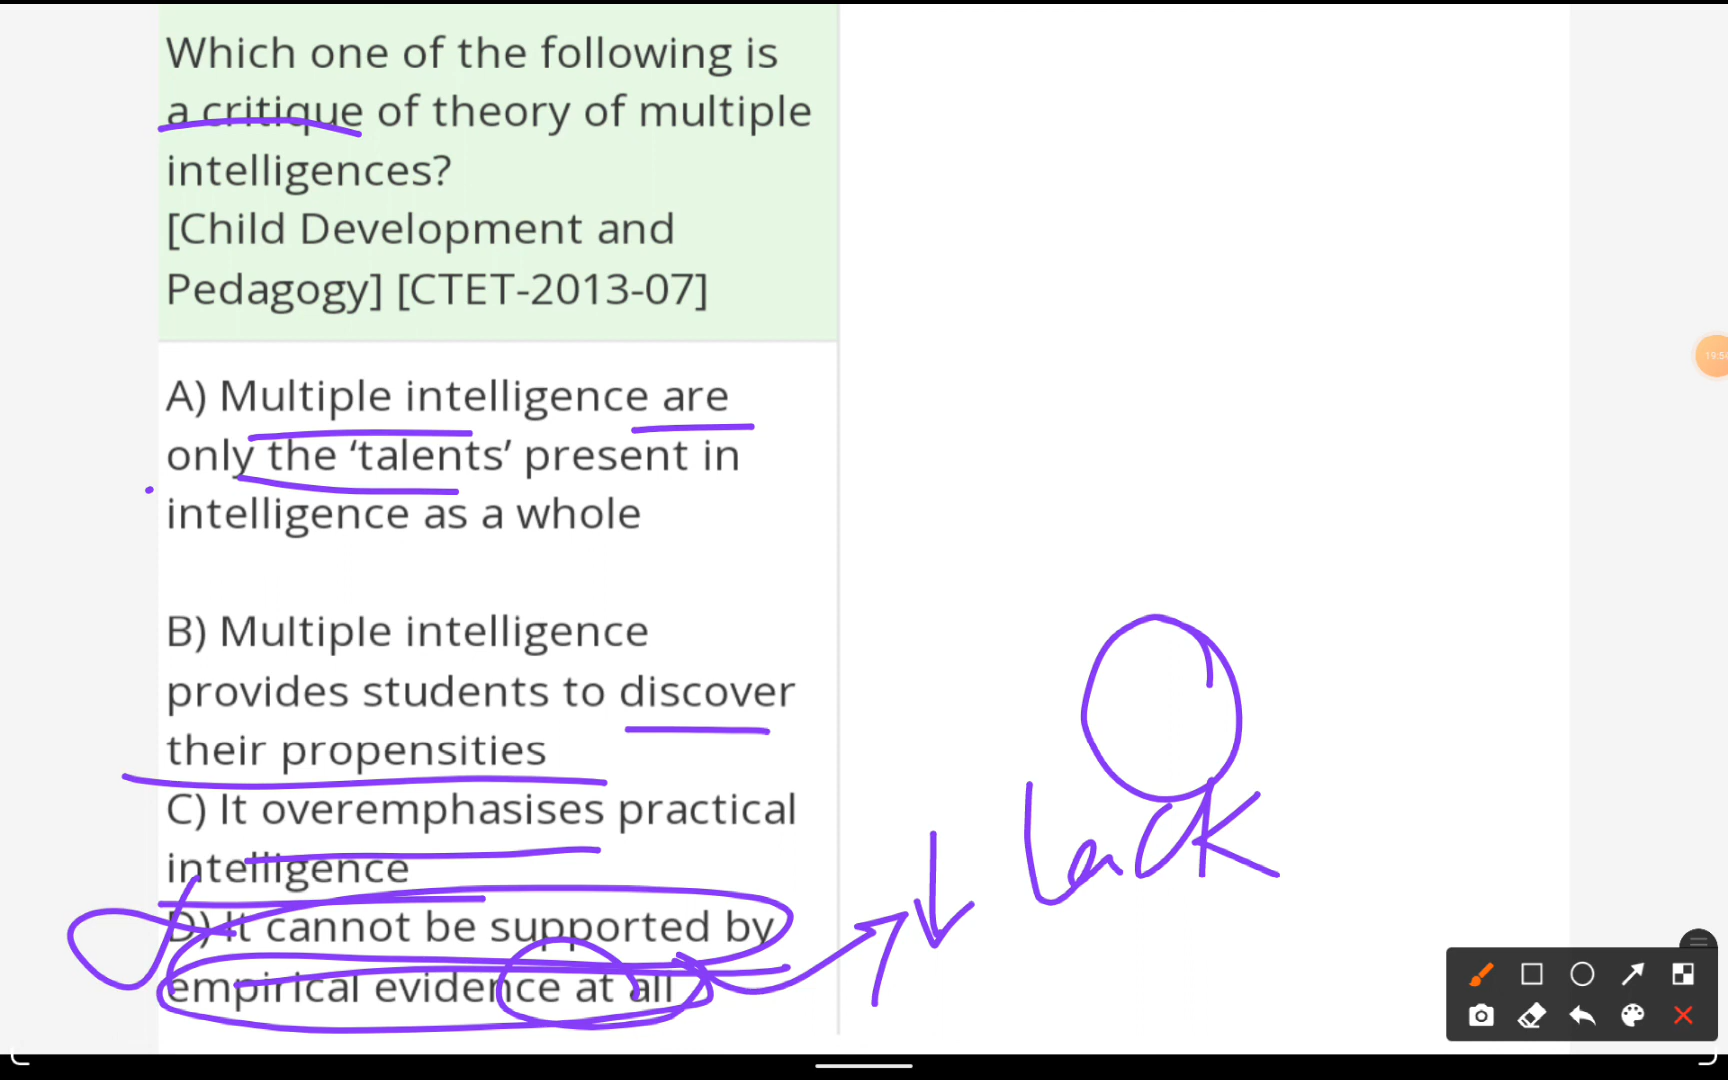 Which one of the following is
a critique of theory of multiple
intelligences?
[Child Development and
Pedagogy] [CTET-2013-07]
A) Multiple intelligence are
only the ‘talents’ present in
intelligence as a whole
B) Multiple intelligence
provides students to discover
their propensities
C) It overemphasises practical
intelligence
D) It cannot be supported by
empirical evidence at all
Lack